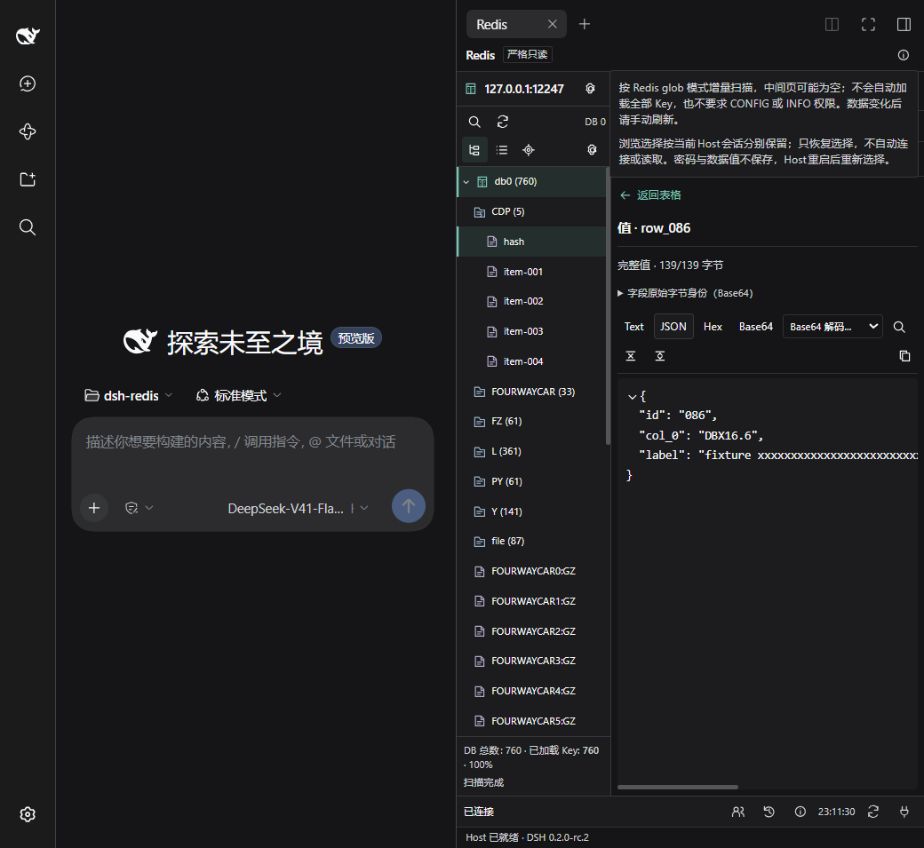 Redis
Redis 严格只读
127.0.0.1:12247
DB 0
按 Redis glob 模式增量扫描，中间页可能为空；不会自动加
载全部 Key，也不要求 CONFIG 或 INFO 权限。数据变化后
请手动刷新。
浏览选择按当前 Host 会话分别保留；只恢复选择，不自动连
接或读取。密码与数据值不保存，Host 重启后重新选择。
db0 (760)
CDP (5)
hash
item-001
item-002
item-003
item-004
FOURWAYCAR (33)
FZ (61)
L (361)
PY (61)
Y (141)
file (87)
FOURWAYCAR0:GZ
FOURWAYCAR1:GZ
FOURWAYCAR2:GZ
FOURWAYCAR3:GZ
FOURWAYCAR4:GZ
FOURWAYCAR5:GZ
DB 总数: 760 · 已加载 Key: 760
· 100%
扫描完成
← 返回表格
值 · row_086
完整值 · 139/139 字节
字段原始字节身份（Base64）
Text JSON Hex Base64 Base64 解码...
{
"id": "086",
"col_0": "DBX16.6",
"label": "fixture xxxxxxxxxxxxxxxxxxxxxxxx
}
探索未至之境 预览版
dsh-redis 标准模式
描述你想要构建的内容, / 调用指令, @ 文件或对话
DeepSeek-V41-Fla...
已连接 23:11:30
Host 已就绪 · DSH 0.2.0-rc.2